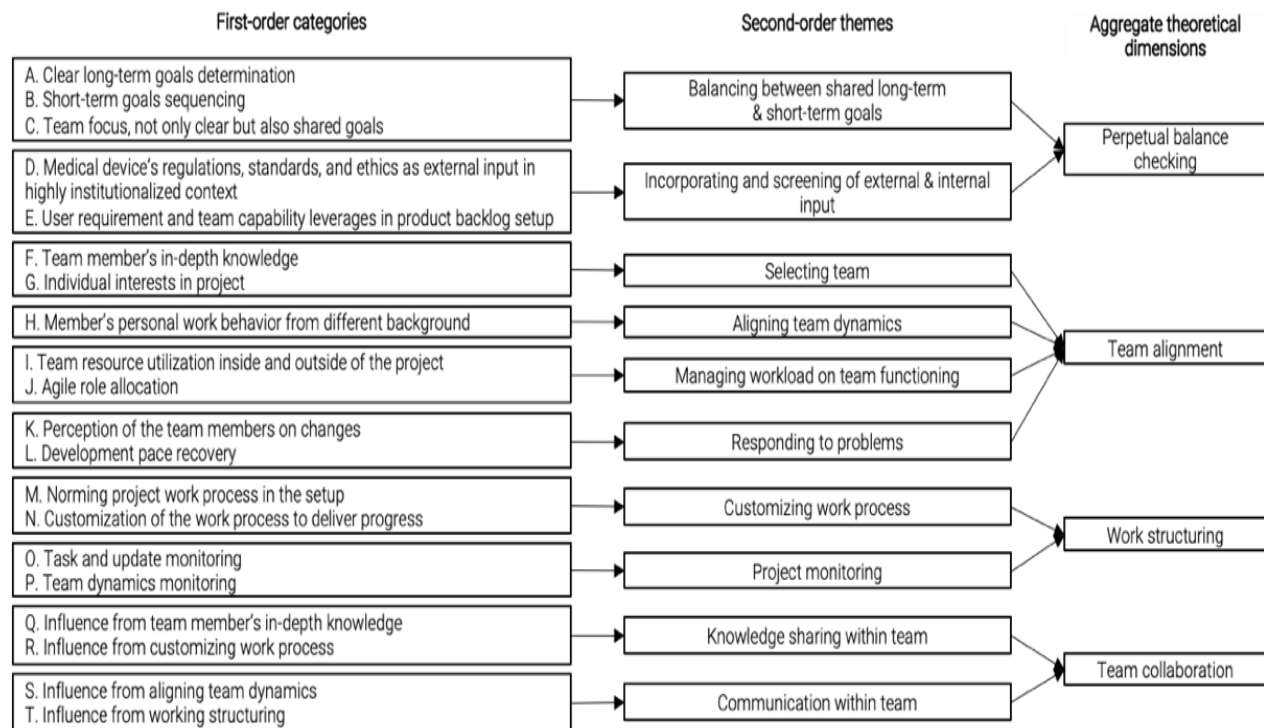 First-order categories
Second-order themes
Aggregate theoretical
dimensions
A. Clear long-term goals determination
B. Short-term goals sequencing
C. Team focus, not only clear but also shared goals
Balancing between shared long-term
& short-term goals
Perpetual balance
checking
D. Medical device's regulations, standards, and ethics as external input in
highly institutionalized context
E. User requirement and team capability leverages in product backlog setup
Incorporating and screening of external & internal
input
F. Team member's in-depth knowledge
G. Individual interests in project
Selecting team
H. Member's personal work behavior from different background
Aligning team dynamics
Team alignment
I. Team resource utilization inside and outside of the project
J. Agile role allocation
Managing workload on team functioning
K. Perception of the team members on changes
L. Development pace recovery
Responding to problems
M. Norming project work process in the setup
N. Customization of the work process to deliver progress
Customizing work process
Work structuring
O. Task and update monitoring
P. Team dynamics monitoring
Project monitoring
Q. Influence from team member's in-depth knowledge
R. Influence from customizing work process
Knowledge sharing within team
Team collaboration
S. Influence from aligning team dynamics
T. Influence from working structuring
Communication within team